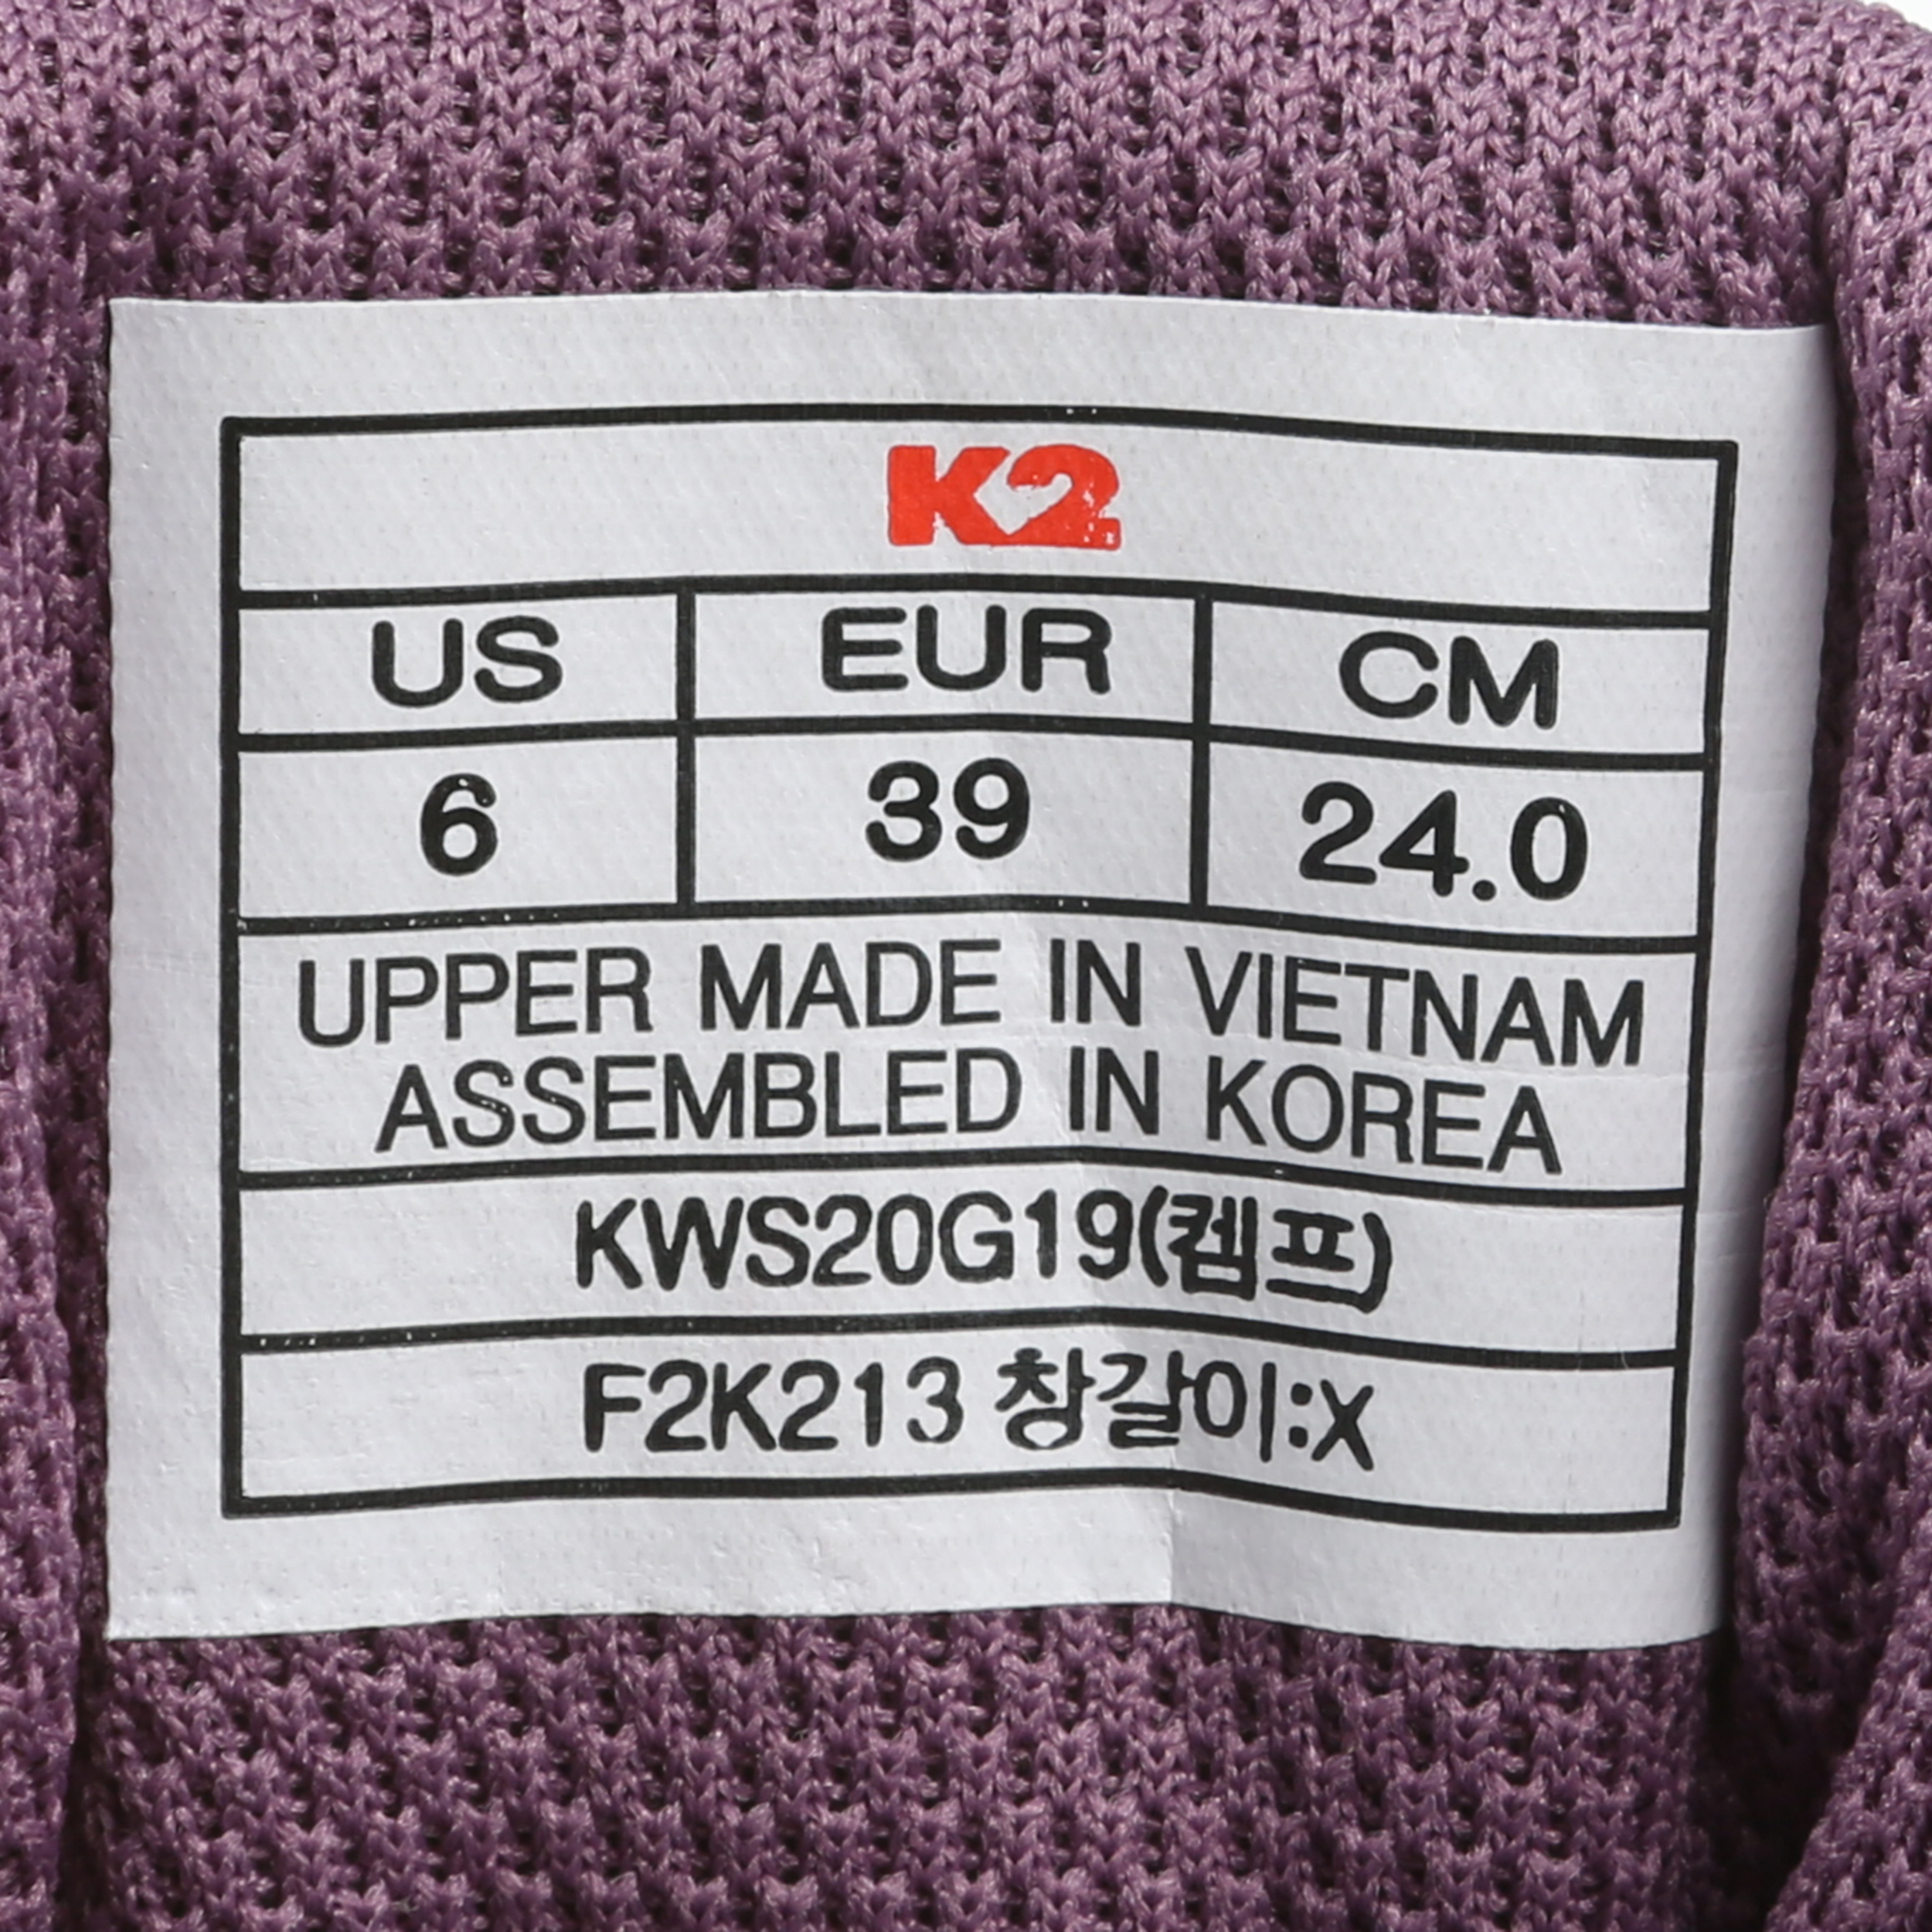 K2
US EUR CM
6 39 24.0
UPPER MADE IN VIETNAM
ASSEMBLED IN KOREA
KWS20G19(켐프)
F2K213 창갈이:X